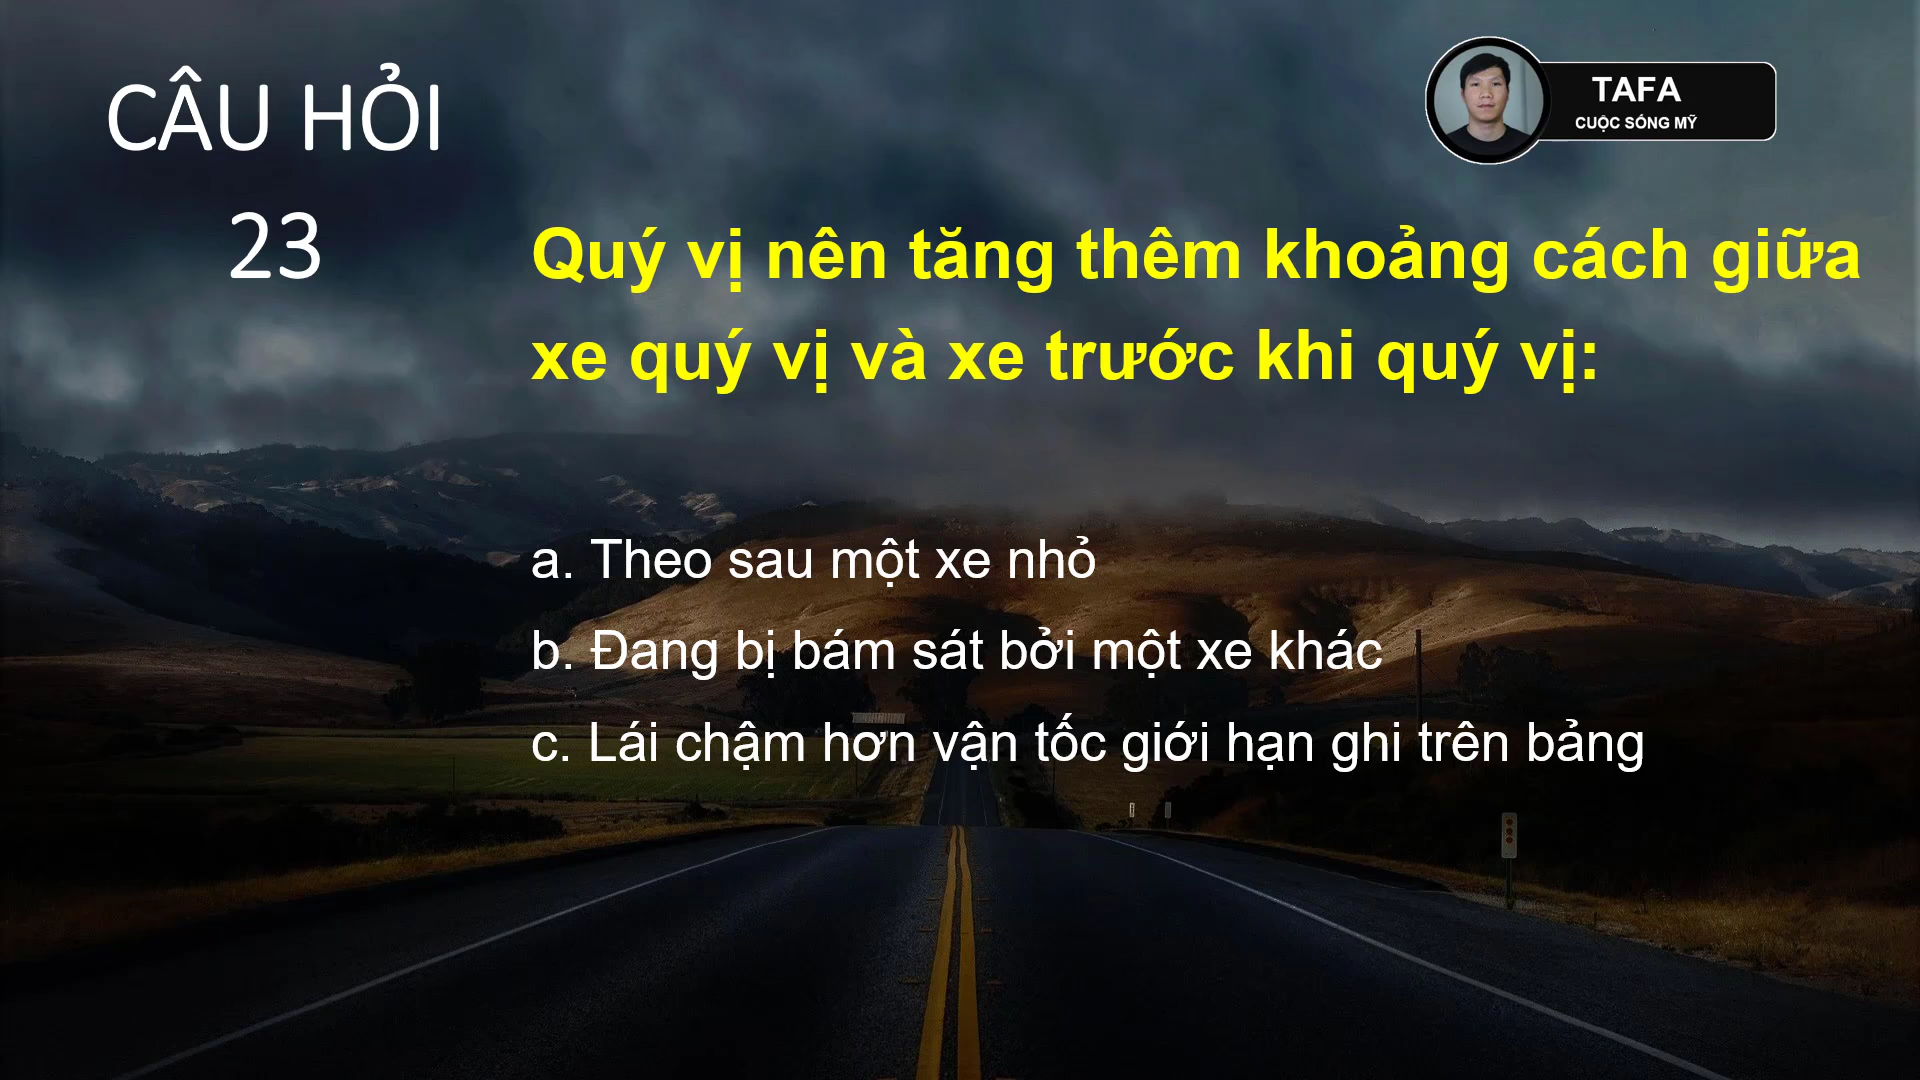 CÂU HỎI
23
TAFA
CUỘC SỐNG MỸ
Quý vị nên tăng thêm khoảng cách giữa
xe quý vị và xe trước khi quý vị:
a. Theo sau một xe nhỏ
b. Đang bị bám sát bởi một xe khác
c. Lái chậm hơn vận tốc giới hạn ghi trên bảng